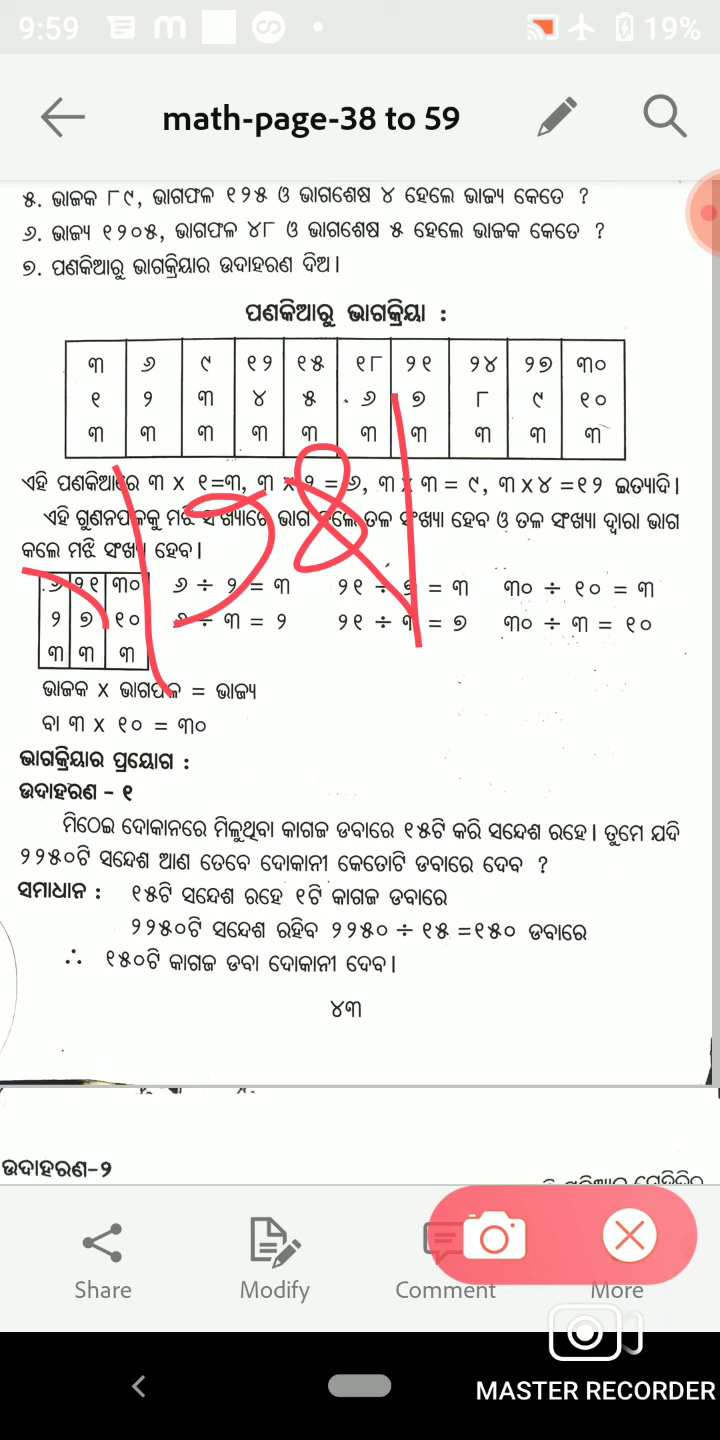 9:59 19%
math-page-38 to 59
୫. ଭାଜକ ୮୯, ଭାଗଫଳ ୧୨୫ ଓ ଭାଗଶେଷ ୪ ହେଲେ ଭାଜ୍ୟ କେତେ ?
୬. ଭାଜ୍ୟ ୧୨୦୫, ଭାଗଫଳ ୪୮ ଓ ଭାଗଶେଷ ୫ ହେଲେ ଭାଜକ କେତେ ?
୭. ପଣକିଆରୁ ଭାଗକ୍ରିୟାର ଉଦାହରଣ ଦିଅ।
ପଣକିଆରୁ ଭାଗକ୍ରିୟା :
୩ ୬ ୯ ୧୨ ୧୫ ୧୮ ୨୧ ୨୪ ୨୭ ୩୦
୧ ୨ ୩ ୪ ୫ ୬ ୭ ୮ ୯ ୧୦
୩ ୩ ୩ ୩ ୩ ୩ ୩ ୩ ୩ ୩
ଏହି ପଣକିଆରେ ୩ x ୧=୩, ୩ x ୨ = ୬, ୩ x ୩ = ୯, ୩ x ୪ =୧୨ ଇତ୍ୟାଦି।
ଏହି ଗୁଣନଫଳକୁ ମଝି ସଂଖ୍ୟାରେ ଭାଗ କଲେ ତଳ ସଂଖ୍ୟା ହେବ ଓ ତଳ ସଂଖ୍ୟା ଦ୍ୱାରା ଭାଗ
କଲେ ମଝି ସଂଖ୍ୟା ହେବ।
୬ ୨୧ ୩୦ ୬ ÷ ୨ = ୩ ୨୧ ÷ ୭ = ୩ ୩୦ ÷ ୧୦ = ୩
୨ ୭ ୧୦ ୬ ÷ ୩ = ୨ ୨୧ ÷ ୩ = ୭ ୩୦ ÷ ୩ = ୧୦
୩ ୩ ୩
ଭାଜକ x ଭାଗଫଳ = ଭାଜ୍ୟ
ବା ୩ x ୧୦ = ୩୦
ଭାଗକ୍ରିୟାର ପ୍ରୟୋଗ :
ଉଦାହରଣ - ୧
ମିଠେଇ ଦୋକାନରେ ମିଳୁଥିବା କାଗଜ ଡବାରେ ୧୫ଟି କରି ସନ୍ଦେଶ ରହେ। ତୁମେ ଯଦି
୨୨୫୦ଟି ସନ୍ଦେଶ ଆଣ ତେବେ ଦୋକାନୀ କେତୋଟି ଡବାରେ ଦେବ ?
ସମାଧାନ : ୧୫ଟି ସନ୍ଦେଶ ରହେ ୧ଟି କାଗଜ ଡବାରେ
୨୨୫୦ଟି ସନ୍ଦେଶ ରହିବ ୨୨୫୦ ÷ ୧୫ =୧୫୦ ଡବାରେ
∴ ୧୫୦ଟି କାଗଜ ଡବା ଦୋକାନୀ ଦେବ।
୪୩
ଉଦାହରଣ-୨
Share Modify Comment More
MASTER RECORDER